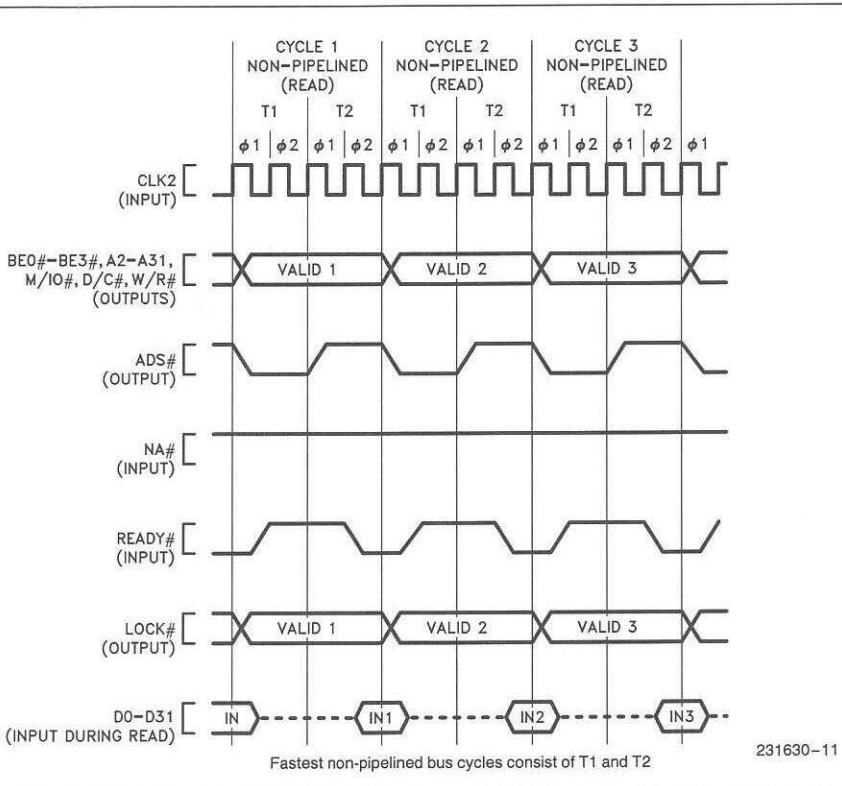 CYCLE 1 CYCLE 2 CYCLE 3
NON-PIPELINED NON-PIPELINED NON-PIPELINED
(READ) (READ) (READ)
T1 T2 T1 T2 T1 T2
φ1 φ2 φ1 φ2 φ1 φ2 φ1 φ2 φ1 φ2 φ1 φ2 φ1
CLK2
(INPUT)
BE0#-BE3#, A2-A31,
M/IO#, D/C#, W/R#
(OUTPUTS)
VALID 1 VALID 2 VALID 3
ADS#
(OUTPUT)
NA#
(INPUT)
READY#
(INPUT)
LOCK#
(OUTPUT)
VALID 1 VALID 2 VALID 3
D0-D31
(INPUT DURING READ)
IN IN1 IN2 IN3
Fastest non-pipelined bus cycles consist of T1 and T2
231630-11